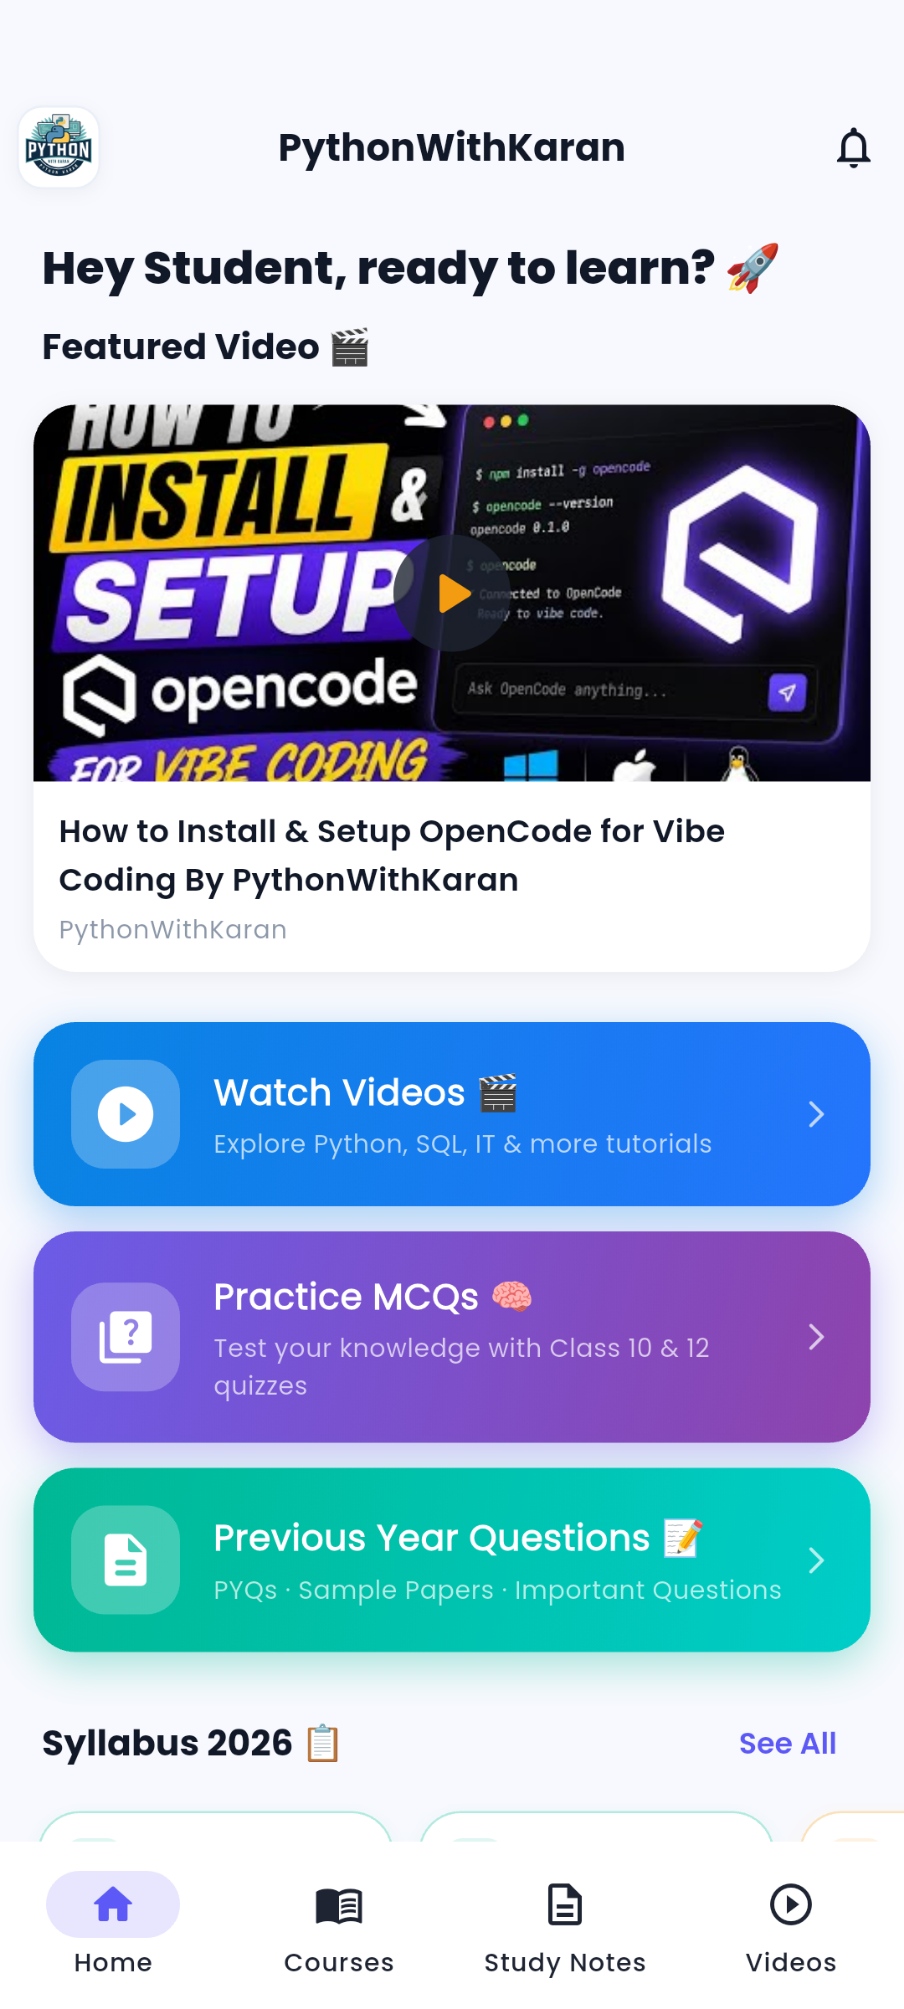 PYTHON
PythonWithKaran
Hey Student, ready to learn? 🚀
Featured Video 🎬
HOW TO
INSTALL &
SETUP
opencode
FOR VIBE CODING
$ npm install -g opencode
$ opencode --version
opencode 0.1.0
$ opencode
Connected to OpenCode
Ready to vibe code.
Ask OpenCode anything...
How to Install & Setup OpenCode for Vibe
Coding By PythonWithKaran
PythonWithKaran
Watch Videos 🎬
Explore Python, SQL, IT & more tutorials
Practice MCQs 🧠
Test your knowledge with Class 10 & 12
quizzes
Previous Year Questions 📝
PYQs · Sample Papers · Important Questions
Syllabus 2026 📋
See All
Home
Courses
Study Notes
Videos